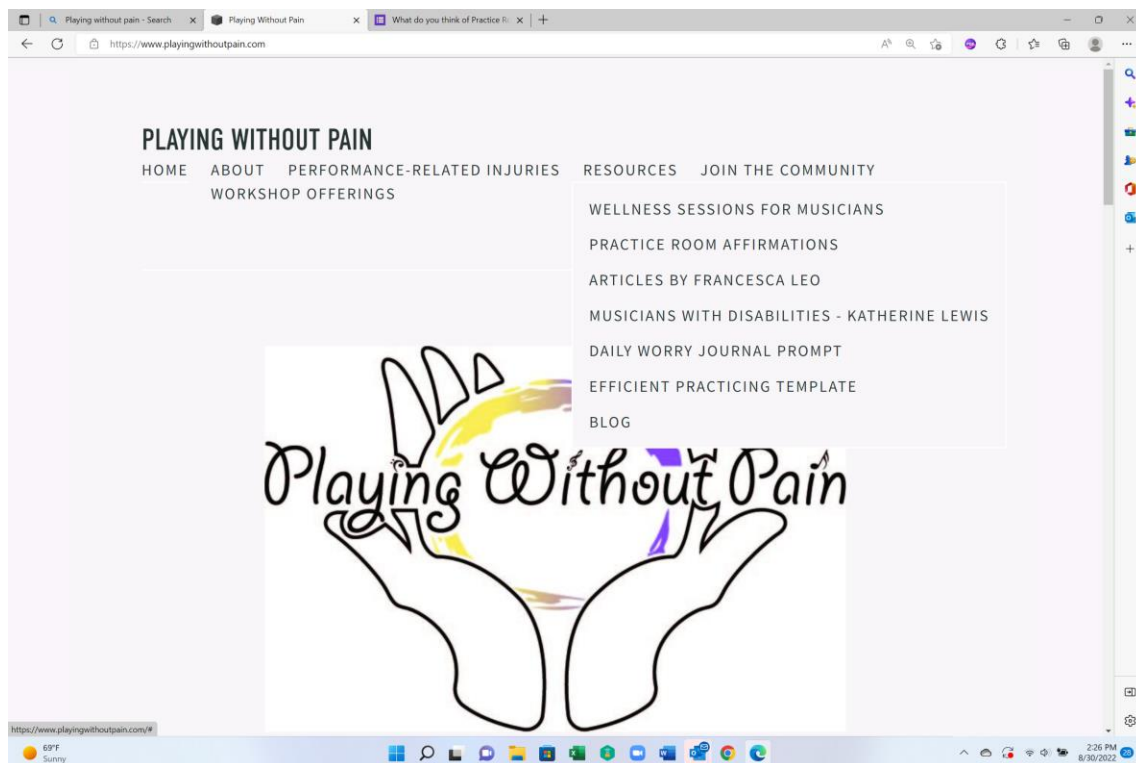 Playing without pain - Search
Playing Without Pain
What do you think of Practice R
https://www.playingwithoutpain.com
PLAYING WITHOUT PAIN
HOME ABOUT PERFORMANCE-RELATED INJURIES RESOURCES JOIN THE COMMUNITY
WORKSHOP OFFERINGS
WELLNESS SESSIONS FOR MUSICIANS
PRACTICE ROOM AFFIRMATIONS
ARTICLES BY FRANCESCA LEO
MUSICIANS WITH DISABILITIES - KATHERINE LEWIS
DAILY WORRY JOURNAL PROMPT
EFFICIENT PRACTICING TEMPLATE
BLOG
Playing Without Pain
https://www.playingwithoutpain.com/#
69°F
Sunny
2:26 PM
8/30/2022